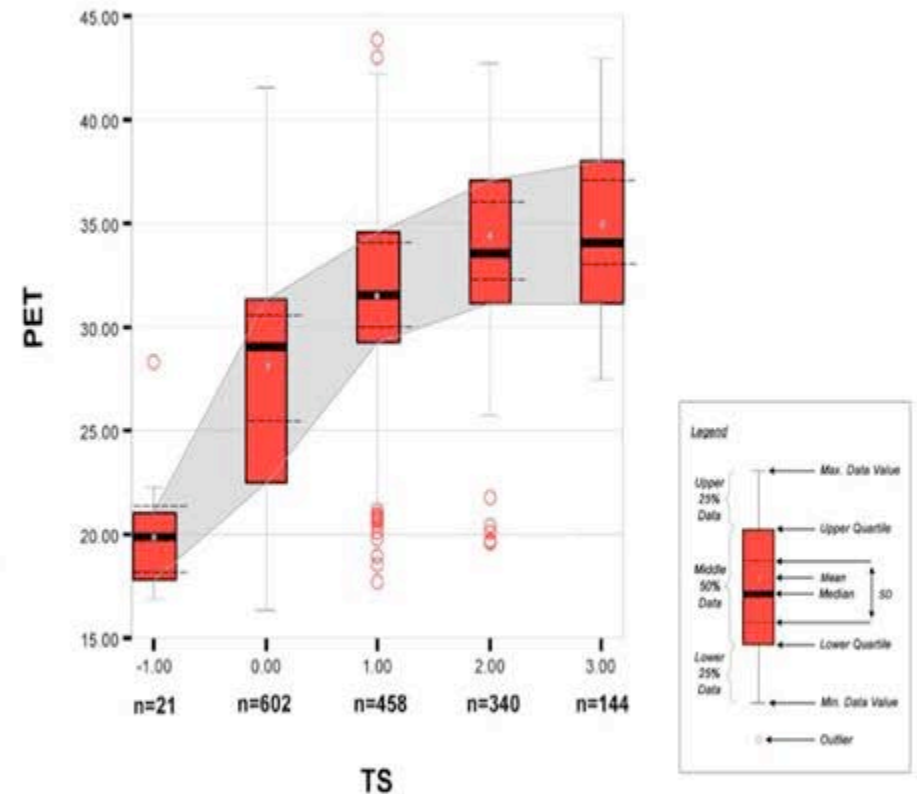 45.00
40.00
35.00
30.00
25.00
20.00
15.00
PET
-1.00 0.00 1.00 2.00 3.00
n=21 n=602 n=458 n=340 n=144
TS
Legend
Max. Data Value
Upper
25%
Data
Upper Quartile
Middle
50%
Data
Mean
Median
SD
Lower Quartile
Lower
25%
Data
Min. Data Value
Outlier